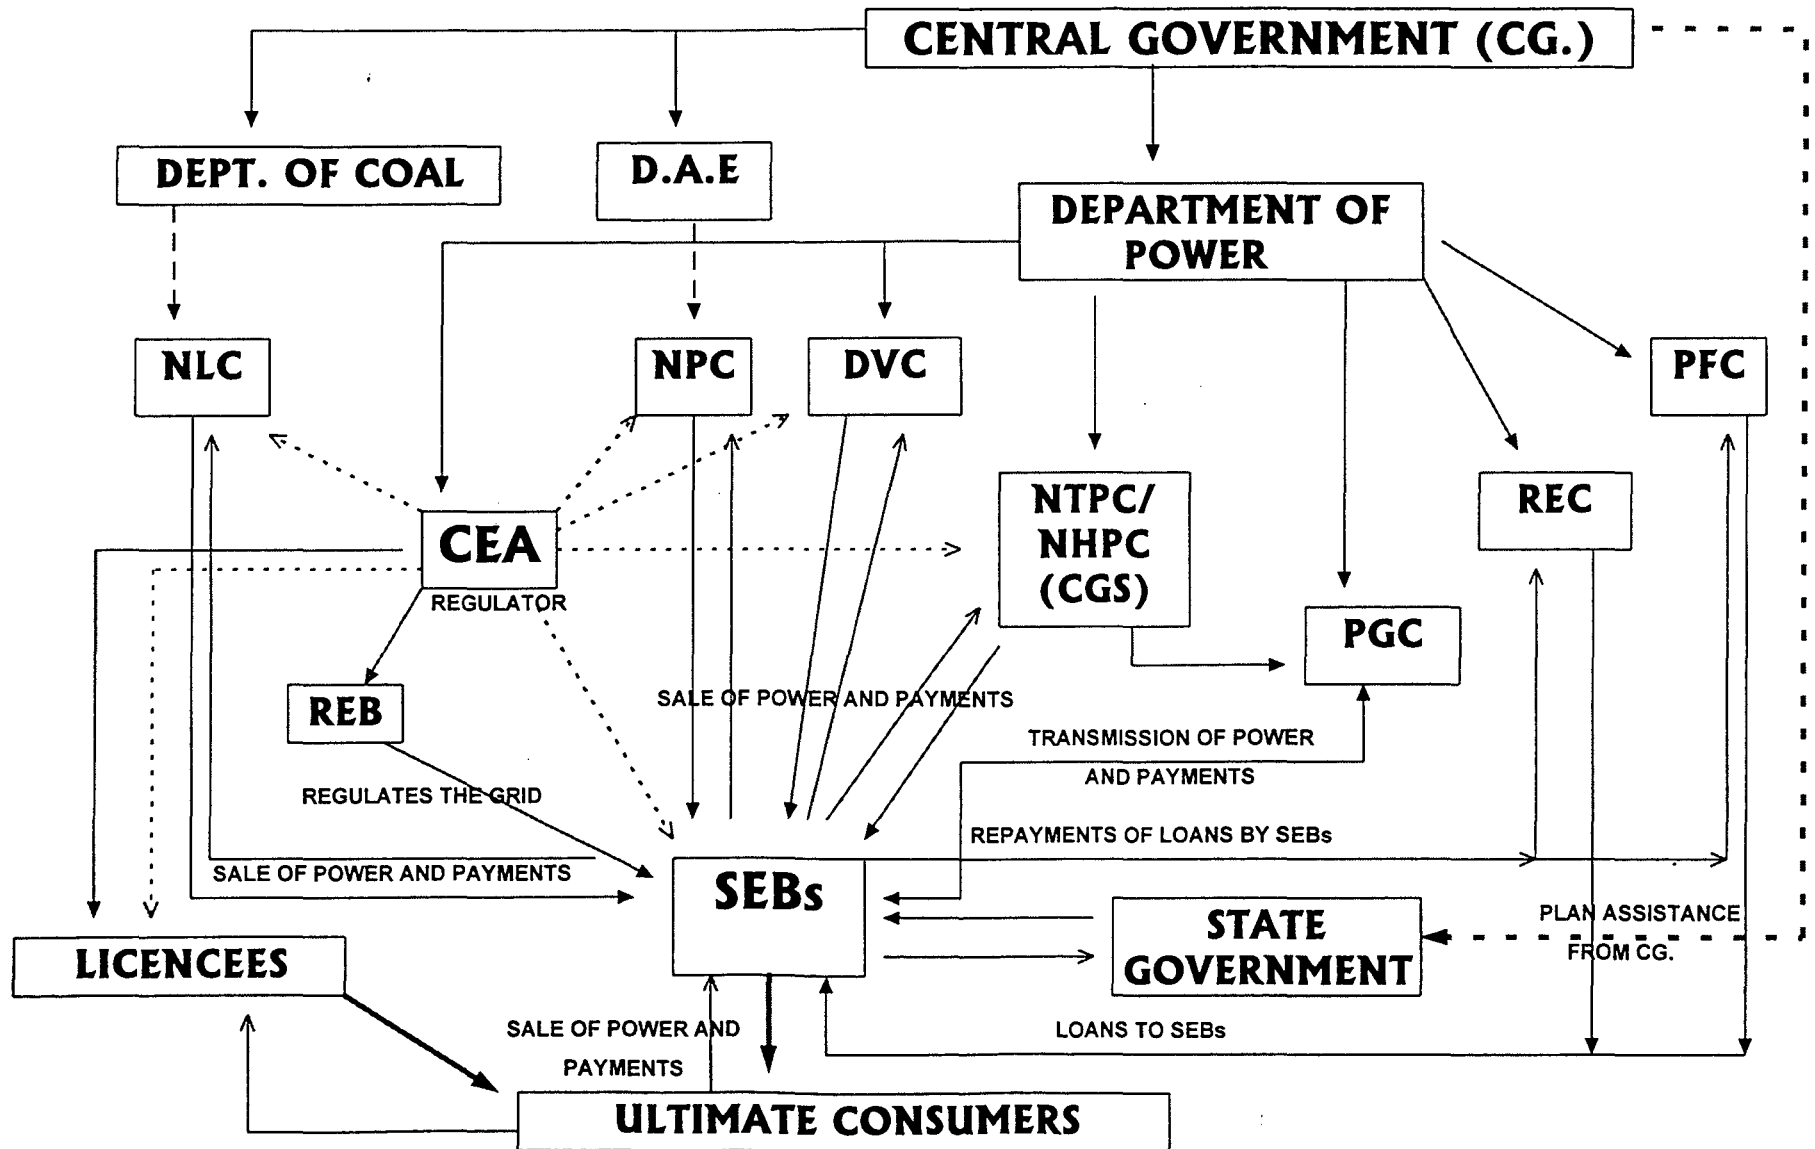 CENTRAL GOVERNMENT (CG.)
DEPT. OF COAL
D.A.E
DEPARTMENT OF
POWER
NLC
NPC
DVC
PFC
NTPC/
NHPC
(CGS)
REC
CEA
REGULATOR
PGC
REB
SALE OF POWER AND PAYMENTS
TRANSMISSION OF POWER
AND PAYMENTS
REGULATES THE GRID
REPAYMENTS OF LOANS BY SEBs
SALE OF POWER AND PAYMENTS
SEBs
STATE
GOVERNMENT
PLAN ASSISTANCE
FROM CG.
LICENCEES
SALE OF POWER AND
PAYMENTS
LOANS TO SEBs
ULTIMATE CONSUMERS